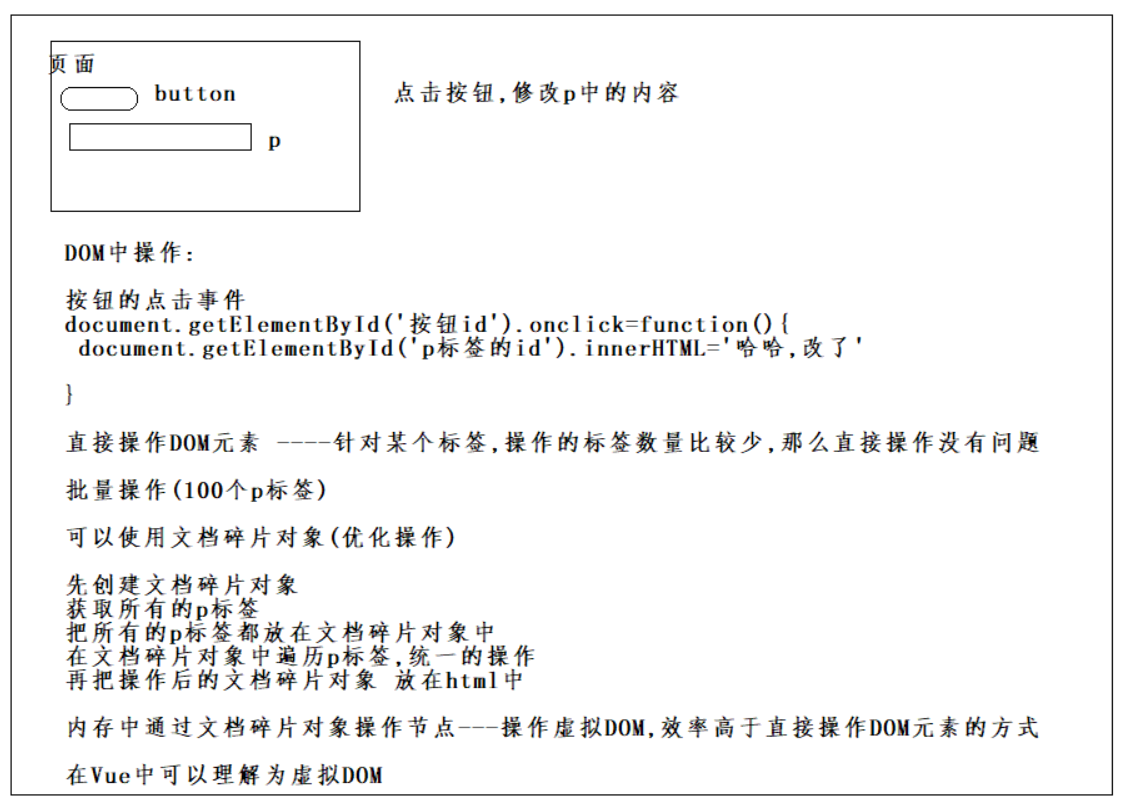 页面
button
点击按钮,修改p中的内容
p
DOM中操作:
按钮的点击事件
document.getElementById('按钮id').onclick=function(){
document.getElementById('p标签的id').innerHTML='哈哈,改了'
}
直接操作DOM元素 ----针对某个标签,操作的标签数量比较少,那么直接操作没有问题
批量操作(100个p标签)
可以使用文档碎片对象(优化操作)
先创建文档碎片对象
获取所有的p标签
把所有的p标签都放在文档碎片对象中
在文档碎片对象中遍历p标签,统一的操作
再把操作后的文档碎片对象 放在html中
内存中通过文档碎片对象操作节点---操作虚拟DOM,效率高于直接操作DOM元素的方式
在Vue中可以理解为虚拟DOM